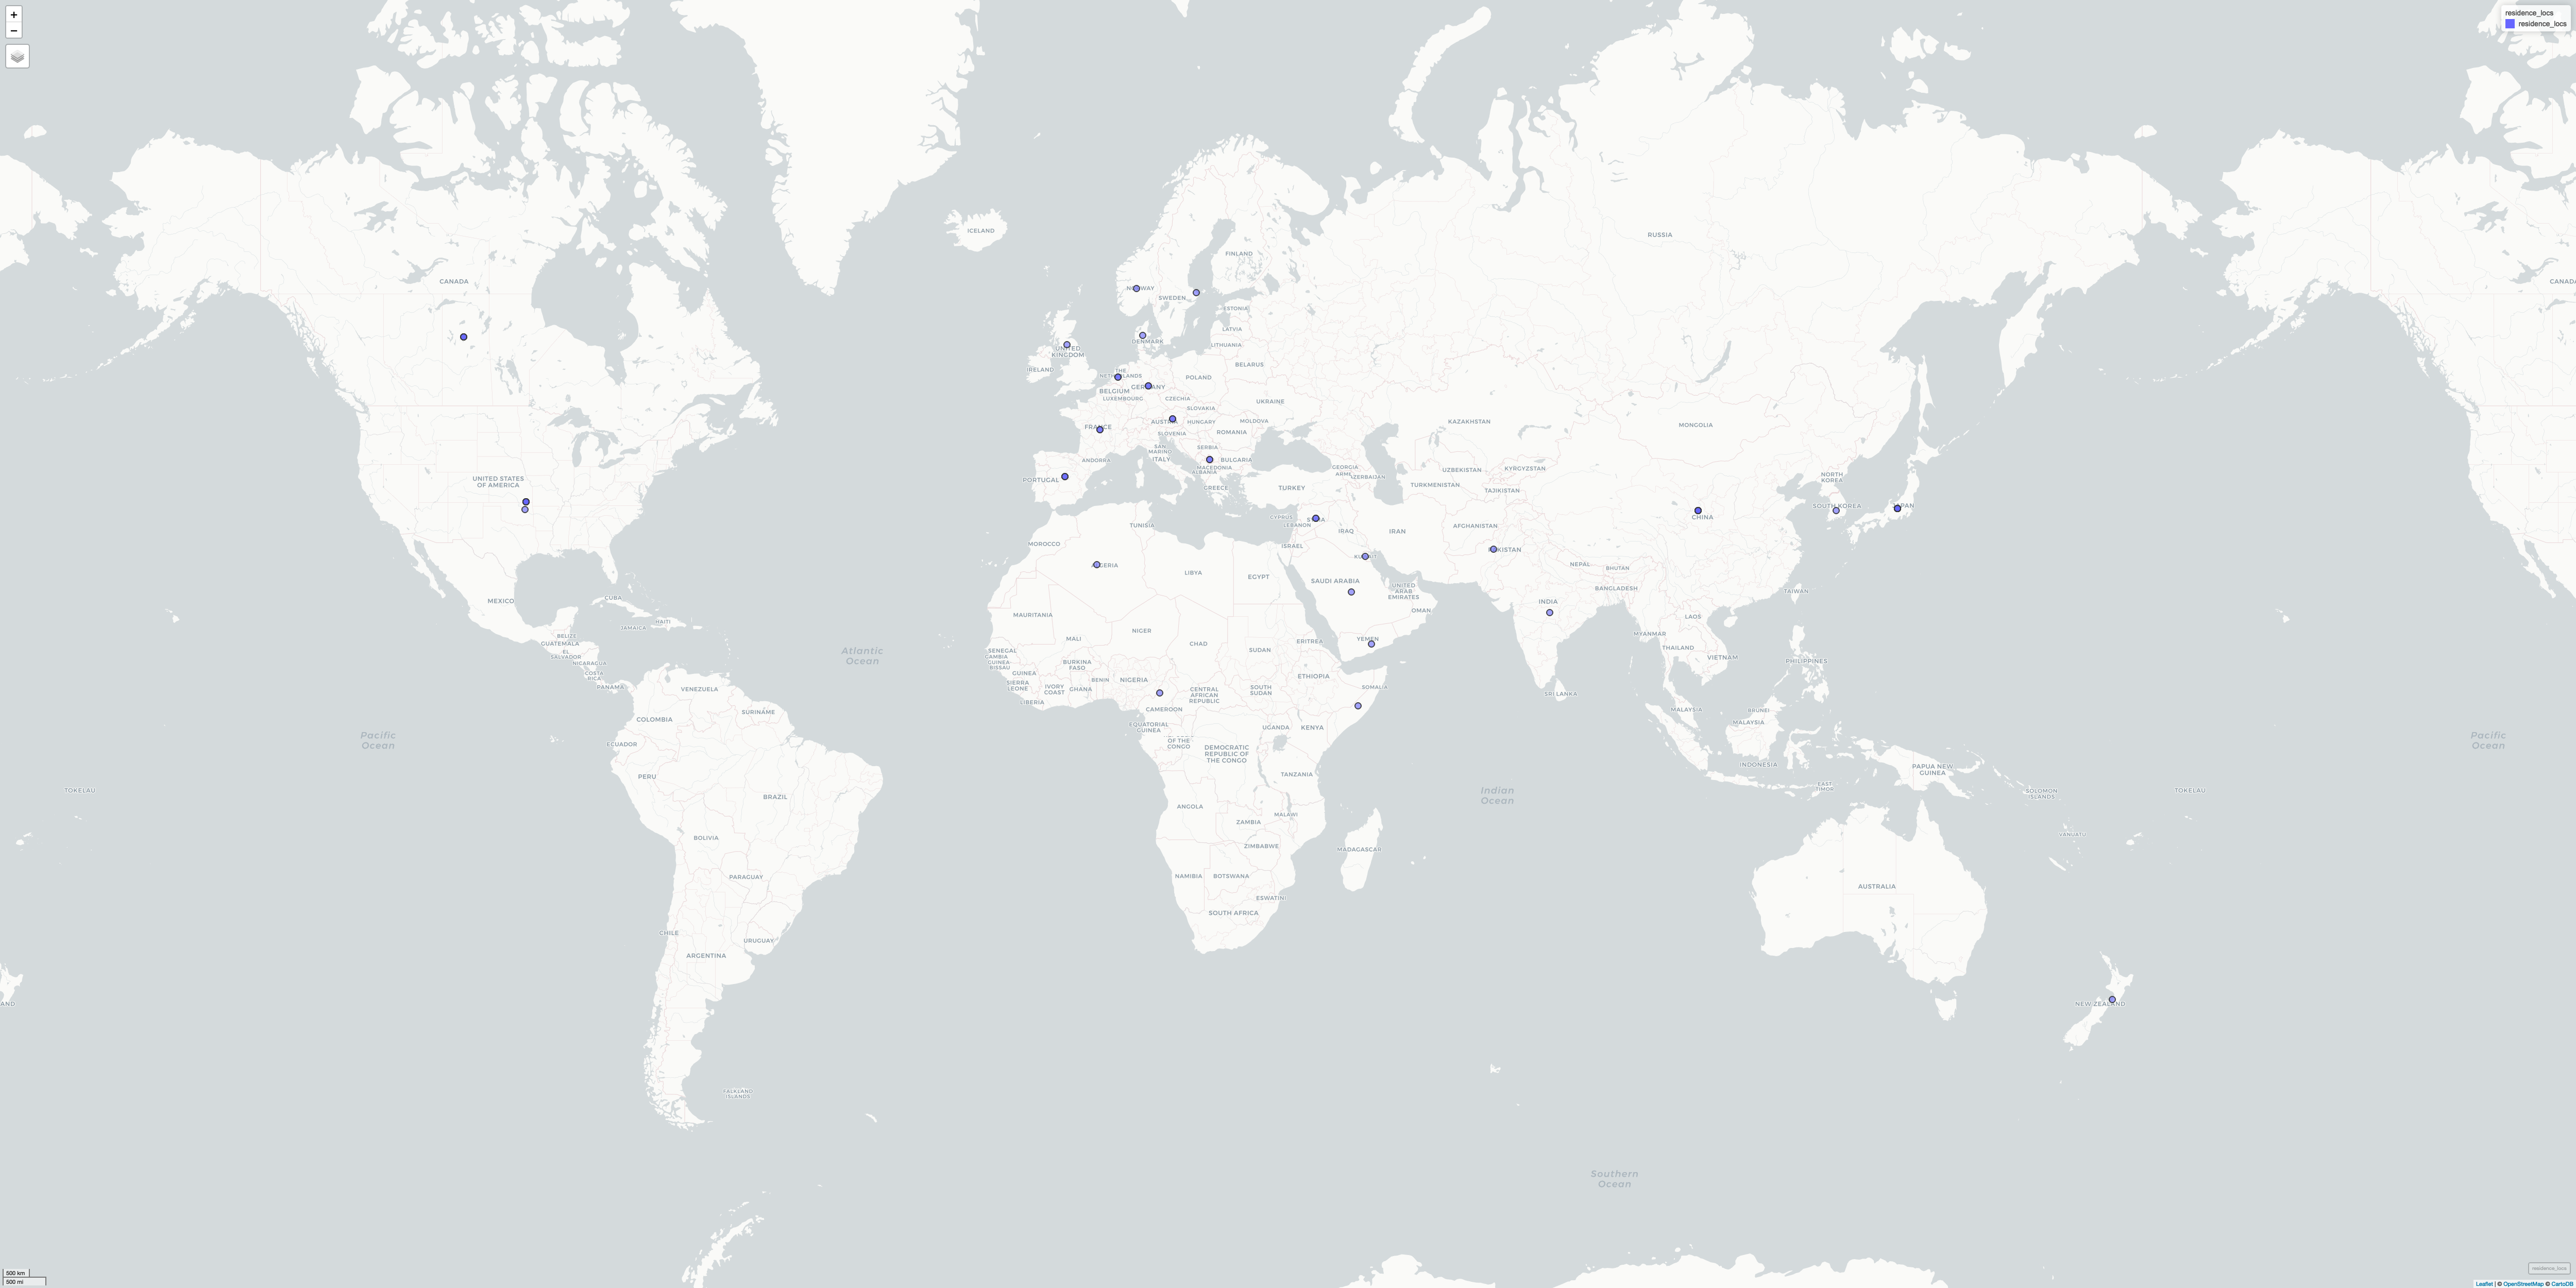 +
−
residence_locs
residence_locs
ICELAND
RUSSIA
FINLAND
CANADA
CANADA
NORWAY
SWEDEN
ESTONIA
LATVIA
DENMARK
LITHUANIA
UNITED
KINGDOM
BELARUS
IRELAND
THE
NETHERLANDS
POLAND
GERMANY
BELGIUM
LUXEMBOURG
CZECHIA
UKRAINE
SLOVAKIA
AUSTRIA
HUNGARY
MOLDOVA
KAZAKHSTAN
MONGOLIA
FRANCE
SLOVENIA
ROMANIA
SAN
MARINO
SERBIA
ITALY
BULGARIA
ANDORRA
MACEDONIA
ALBANIA
GEORGIA
UZBEKISTAN
KYRGYZSTAN
NORTH
KOREA
UNITED STATES
OF AMERICA
PORTUGAL
GREECE
TURKEY
AZERBAIJAN
TURKMENISTAN
TAJIKISTAN
SOUTH KOREA
JAPAN
CYPRUS
SYRIA
LEBANON
CHINA
TUNISIA
IRAQ
IRAN
AFGHANISTAN
MOROCCO
ISRAEL
KUWAIT
PAKISTAN
ALGERIA
NEPAL
BHUTAN
LIBYA
EGYPT
SAUDI ARABIA
UNITED
ARAB
EMIRATES
BANGLADESH
TAIWAN
MEXICO
CUBA
INDIA
OMAN
MAURITANIA
HAITI
JAMAICA
LAOS
BELIZE
GUATEMALA
EL
SALVADOR
NICARAGUA
COSTA
RICA
PANAMA
NIGER
MALI
CHAD
SUDAN
ERITREA
YEMEN
MYANMAR
THAILAND
VIETNAM
PHILIPPINES
Atlantic
Ocean
SENEGAL
GAMBIA
GUINEA
BISSAU
BURKINA
FASO
GUINEA
SIERRA
LEONE
IVORY
COAST
GHANA
BENIN
NIGERIA
LIBERIA
CENTRAL
AFRICAN
REPUBLIC
SOUTH
SUDAN
ETHIOPIA
SOMALIA
SRI LANKA
VENEZUELA
SURINAME
COLOMBIA
CAMEROON
EQUATORIAL
GUINEA
UGANDA
KENYA
MALAYSIA
BRUNEI
MALAYSIA
Pacific
Ocean
Pacific
Ocean
ECUADOR
OF THE
CONGO
DEMOCRATIC
REPUBLIC OF
THE CONGO
INDONESIA
PAPUA NEW
GUINEA
PERU
TANZANIA
EAST
TIMOR
SOLOMON
ISLANDS
TOKELAU
TOKELAU
BRAZIL
Indian
Ocean
ANGOLA
MALAWI
ZAMBIA
BOLIVIA
VANUATU
ZIMBABWE
MADAGASCAR
PARAGUAY
NAMIBIA
BOTSWANA
AUSTRALIA
ESWATINI
SOUTH AFRICA
CHILE
URUGUAY
ARGENTINA
NEW ZEALAND
AND
FALKLAND
ISLANDS
Southern
Ocean
500 km
500 mi
residence_locs
Leaflet | © OpenStreetMap © CartoDB